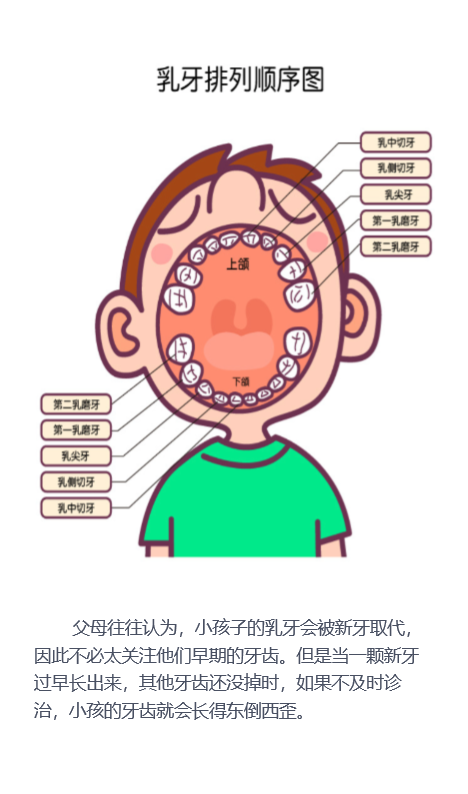 乳牙排列顺序图
乳中切牙
乳侧切牙
乳尖牙
第一乳磨牙
第二乳磨牙
上颌
下颌
第二乳磨牙
第一乳磨牙
乳尖牙
乳侧切牙
乳中切牙
父母往往认为，小孩子的乳牙会被新牙取代，
因此不必太关注他们早期的牙齿。但是当一颗新牙
过早长出来，其他牙齿还没掉时，如果不及时诊
治，小孩的牙齿就会长得东倒西歪。